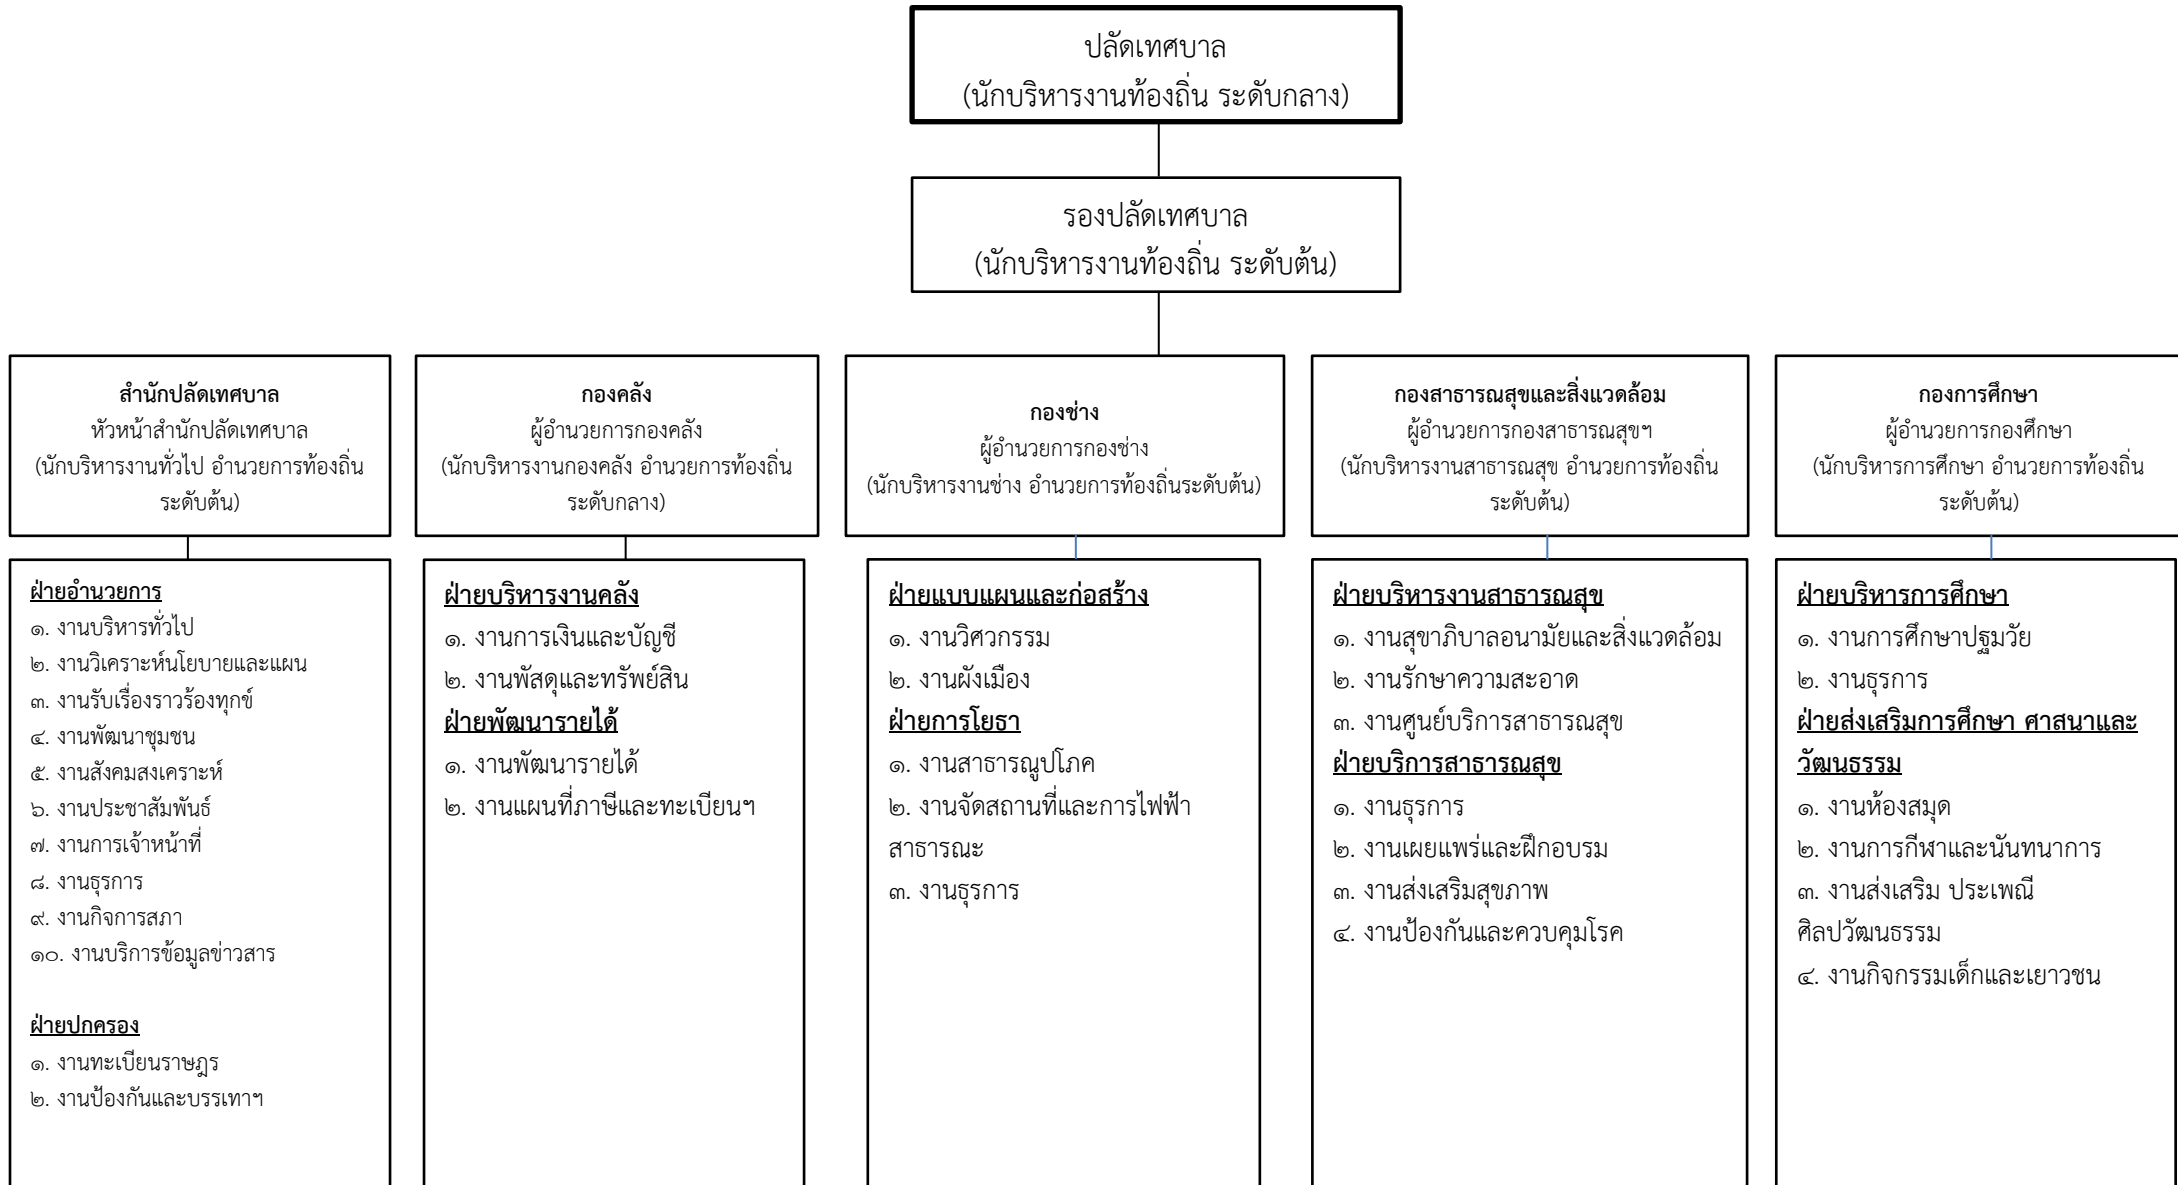 ปลัดเทศบาล
(นักบริหารงานท้องถิ่น ระดับกลาง)
รองปลัดเทศบาล
(นักบริหารงานท้องถิ่น ระดับต้น)
สำนักปลัดเทศบาล
หัวหน้าสำนักปลัดเทศบาล
(นักบริหารงานทั่วไป อำนวยการท้องถิ่น
ระดับต้น)
กองคลัง
ผู้อำนวยการกองคลัง
(นักบริหารงานกองคลัง อำนวยการท้องถิ่น
ระดับกลาง)
กองช่าง
ผู้อำนวยการกองช่าง
(นักบริหารงานช่าง อำนวยการท้องถิ่นระดับต้น)
กองสาธารณสุขและสิ่งแวดล้อม
ผู้อำนวยการกองสาธารณสุขฯ
(นักบริหารงานสาธารณสุข อำนวยการท้องถิ่น
ระดับต้น)
กองการศึกษา
ผู้อำนวยการกองศึกษา
(นักบริหารการศึกษา อำนวยการท้องถิ่น
ระดับต้น)
ฝ่ายอำนวยการ
๑. งานบริหารทั่วไป
๒. งานวิเคราะห์นโยบายและแผน
๓. งานรับเรื่องราวร้องทุกข์
๔. งานพัฒนาชุมชน
๕. งานสังคมสงเคราะห์
๖. งานประชาสัมพันธ์
๗. งานการเจ้าหน้าที่
๘. งานธุรการ
๙. งานกิจการสภา
๑๐. งานบริการข้อมูลข่าวสาร
ฝ่ายปกครอง
๑. งานทะเบียนราษฎร
๒. งานป้องกันและบรรเทาฯ
ฝ่ายบริหารงานคลัง
๑. งานการเงินและบัญชี
๒. งานพัสดุและทรัพย์สิน
ฝ่ายพัฒนารายได้
๑. งานพัฒนารายได้
๒. งานแผนที่ภาษีและทะเบียนฯ
ฝ่ายแบบแผนและก่อสร้าง
๑. งานวิศวกรรม
๒. งานผังเมือง
ฝ่ายการโยธา
๑. งานสาธารณูปโภค
๒. งานจัดสถานที่และการไฟฟ้า
สาธารณะ
๓. งานธุรการ
ฝ่ายบริหารงานสาธารณสุข
๑. งานสุขาภิบาลอนามัยและสิ่งแวดล้อม
๒. งานรักษาความสะอาด
๓. งานศูนย์บริการสาธารณสุข
ฝ่ายบริการสาธารณสุข
๑. งานธุรการ
๒. งานเผยแพร่และฝึกอบรม
๓. งานส่งเสริมสุขภาพ
๔. งานป้องกันและควบคุมโรค
ฝ่ายบริหารการศึกษา
๑. งานการศึกษาปฐมวัย
๒. งานธุรการ
ฝ่ายส่งเสริมการศึกษา ศาสนาและ
วัฒนธรรม
๑. งานห้องสมุด
๒. งานการกีฬาและนันทนาการ
๓. งานส่งเสริม ประเพณี
ศิลปวัฒนธรรม
๔. งานกิจกรรมเด็กและเยาวชน